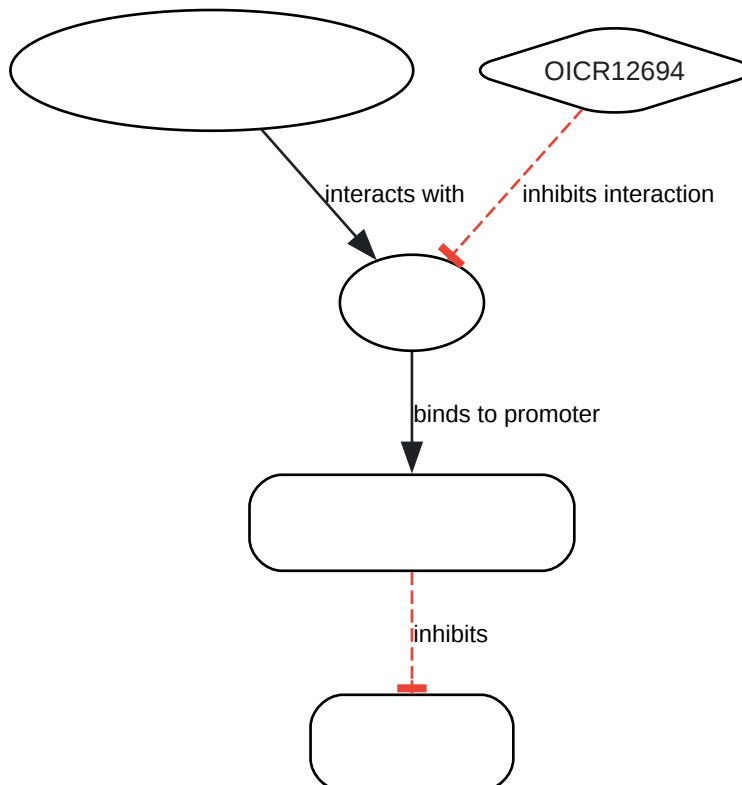 OICR12694
interacts with
inhibits interaction
binds to promoter
inhibits